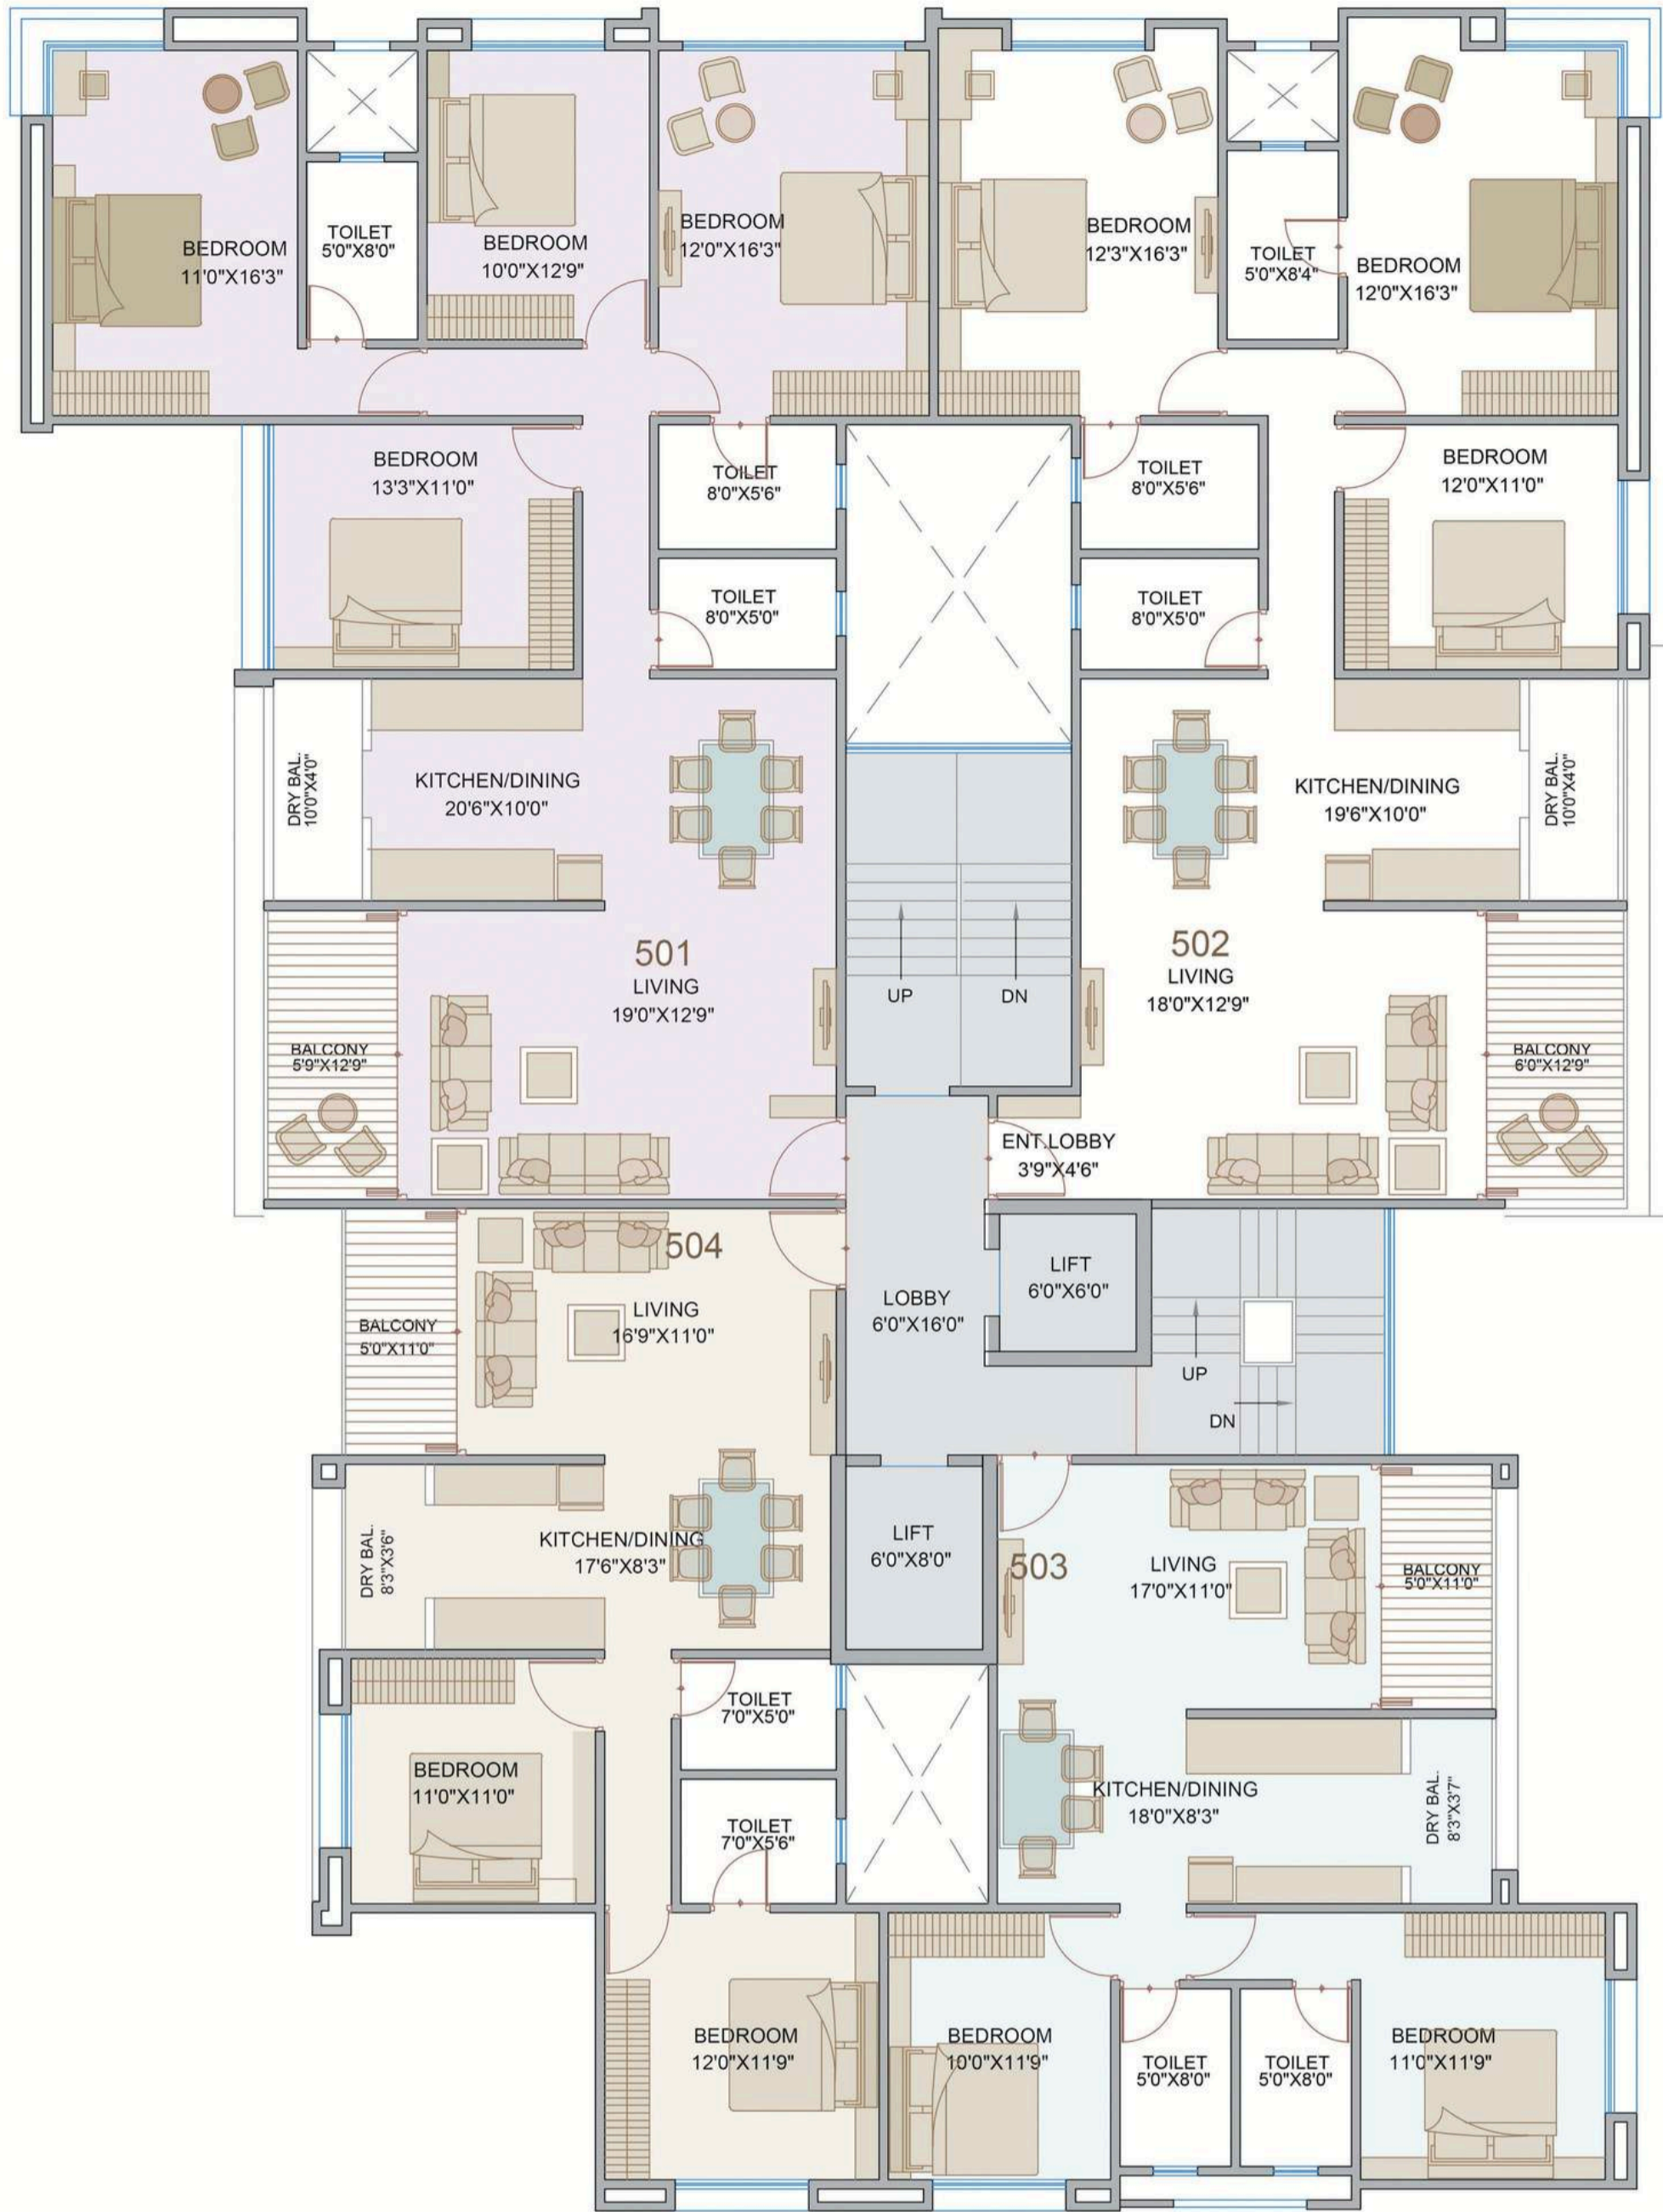 BEDROOM
11'0"X16'3"
TOILET
5'0"X8'0"
BEDROOM
10'0"X12'9"
BEDROOM
12'0"X16'3"
BEDROOM
12'3"X16'3"
TOILET
5'0"X8'4"
BEDROOM
12'0"X16'3"
BEDROOM
13'3"X11'0"
TOILET
8'0"X5'6"
TOILET
8'0"X5'6"
BEDROOM
12'0"X11'0"
TOILET
8'0"X5'0"
TOILET
8'0"X5'0"
DRY BAL.
10'0"X4'0"
KITCHEN/DINING
20'6"X10'0"
KITCHEN/DINING
19'6"X10'0"
DRY BAL.
10'0"X4'0"
501
LIVING
19'0"X12'9"
UP
DN
502
LIVING
18'0"X12'9"
BALCONY
5'9"X12'9"
BALCONY
6'0"X12'9"
ENT.LOBBY
3'9"X4'6"
504
LIVING
16'9"X11'0"
BALCONY
5'0"X11'0"
LOBBY
6'0"X16'0"
LIFT
6'0"X6'0"
UP
DN
DRY BAL.
8'3"X3'6"
KITCHEN/DINING
17'6"X8'3"
LIFT
6'0"X8'0"
503
LIVING
17'0"X11'0"
BALCONY
5'0"X11'0"
TOILET
7'0"X5'0"
BEDROOM
11'0"X11'0"
TOILET
7'0"X5'6"
KITCHEN/DINING
18'0"X8'3"
DRY BAL.
8'3"X3'7"
BEDROOM
12'0"X11'9"
BEDROOM
10'0"X11'9"
TOILET
5'0"X8'0"
TOILET
5'0"X8'0"
BEDROOM
11'0"X11'9"